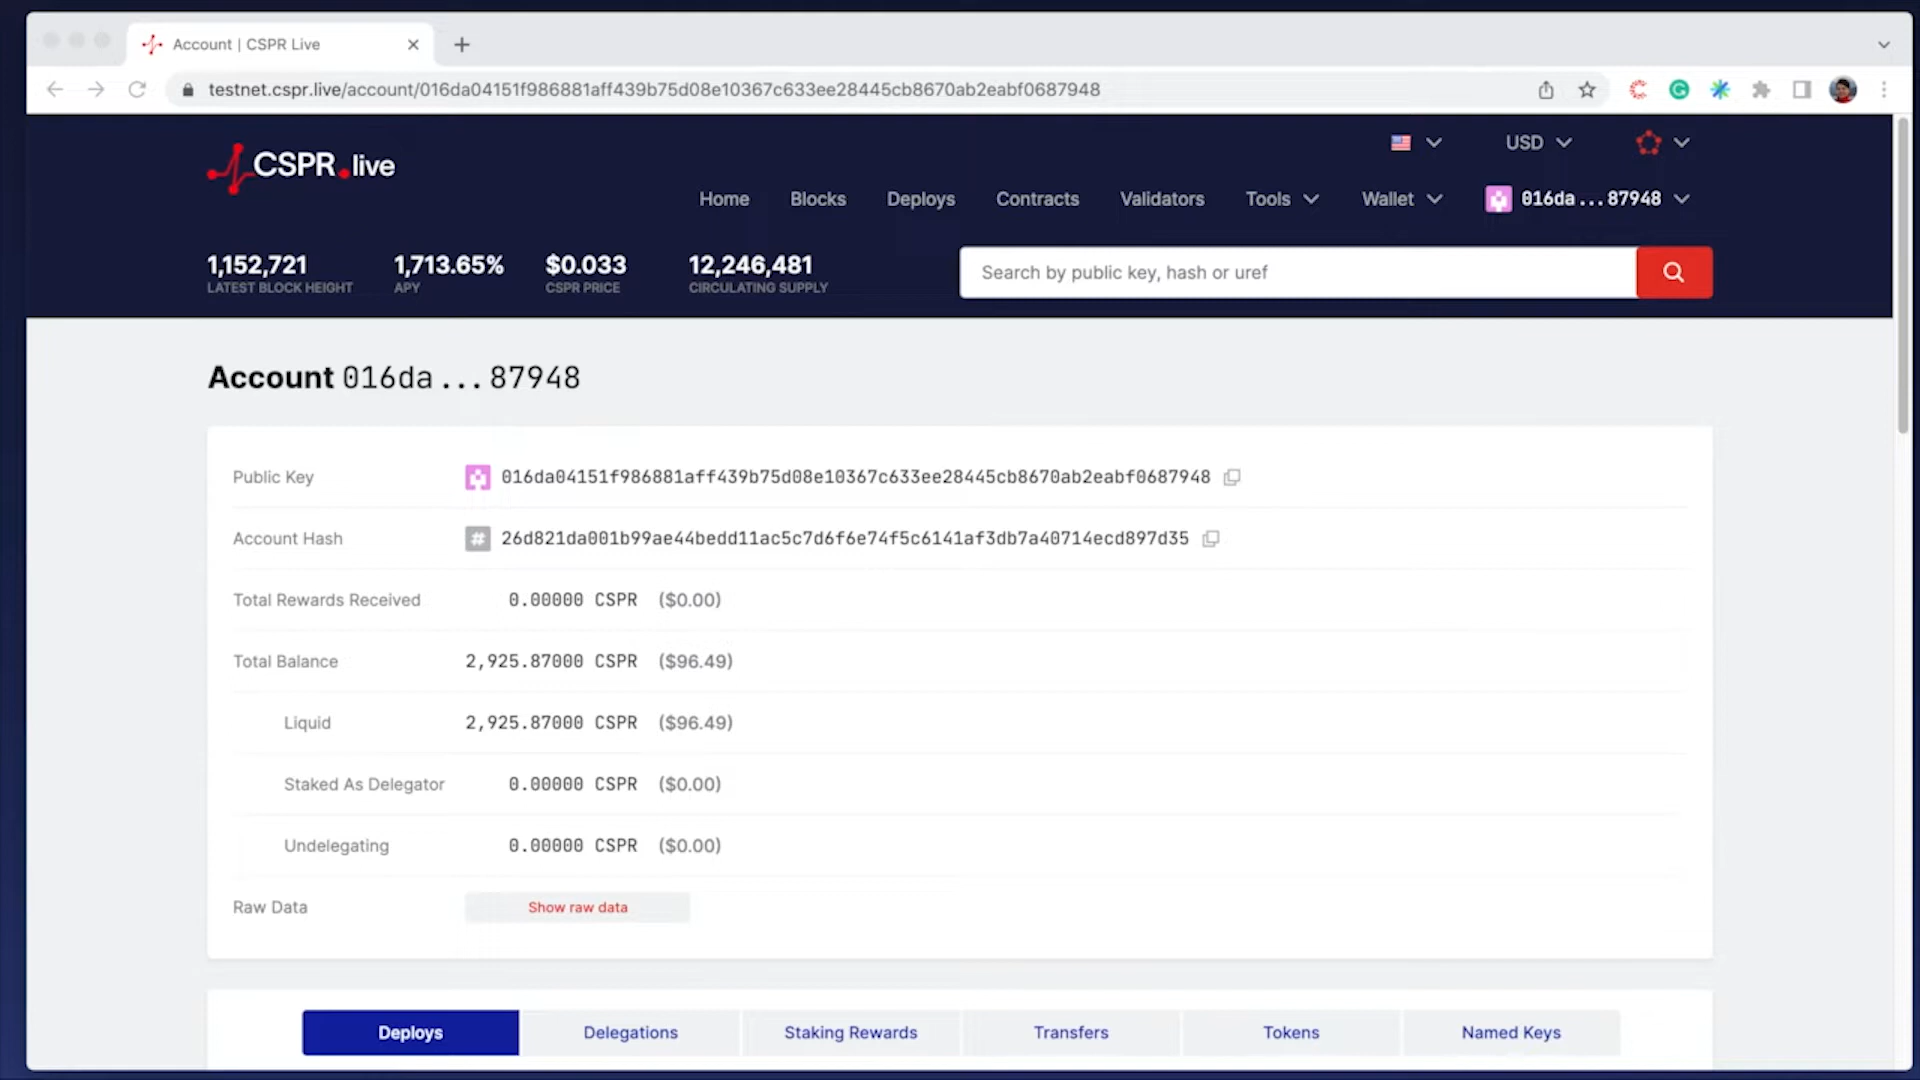 Account | CSPR Live
testnet.cspr.live/account/016da04151f986881aff439b75d08e10367c633ee28445cb8670ab2eabf0687948
CSPR.live
USD
Home Blocks Deploys Contracts Validators Tools Wallet 016da...87948
1,152,721 1,713.65% $0.033 12,246,481
LATEST BLOCK HEIGHT APY CSPR PRICE CIRCULATING SUPPLY
Search by public key, hash or uref
Account 016da...87948
Public Key 016da04151f986881aff439b75d08e10367c633ee28445cb8670ab2eabf0687948
Account Hash # 26d821da001b99ae44bedd11ac5c7d6f6e74f5c6141af3db7a40714ecd897d35
Total Rewards Received 0.00000 CSPR ($0.00)
Total Balance 2,925.87000 CSPR ($96.49)
Liquid 2,925.87000 CSPR ($96.49)
Staked As Delegator 0.00000 CSPR ($0.00)
Undelegating 0.00000 CSPR ($0.00)
Raw Data Show raw data
Deploys Delegations Staking Rewards Transfers Tokens Named Keys